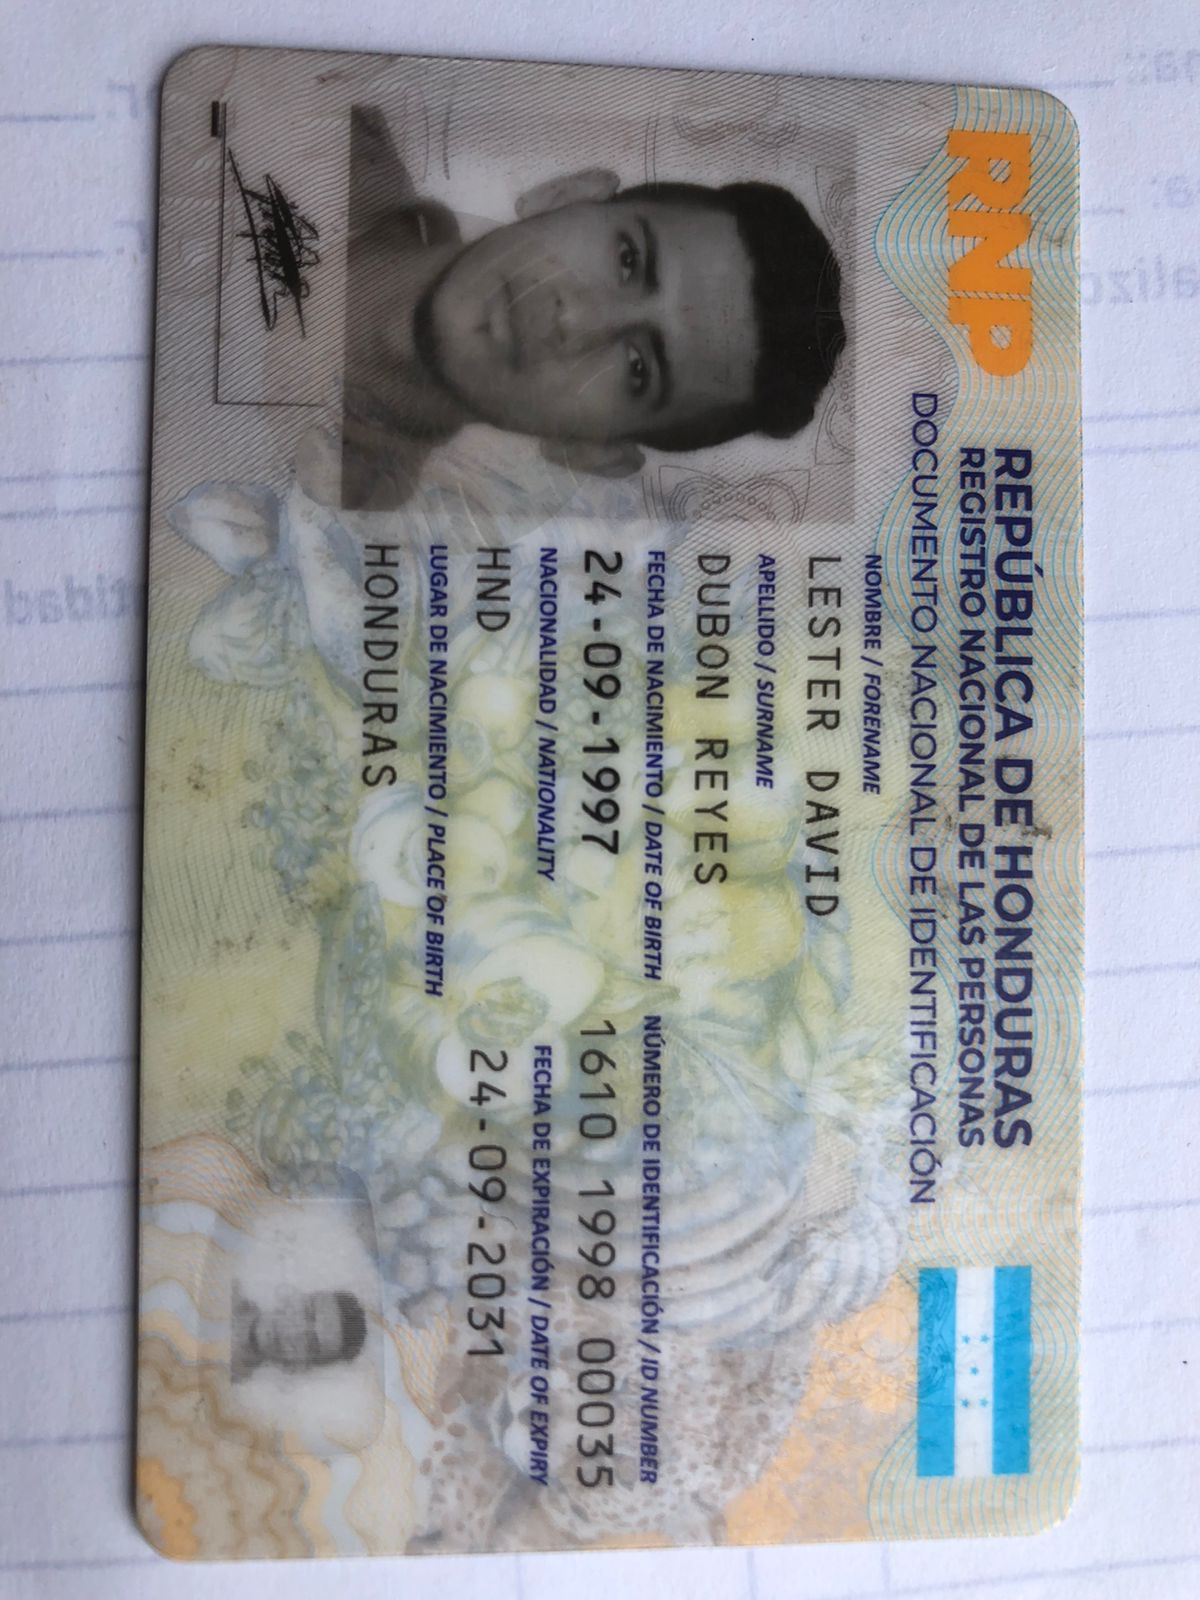 RNP
REPÚBLICA DE HONDURAS
REGISTRO NACIONAL DE LAS PERSONAS
DOCUMENTO NACIONAL DE IDENTIFICACIÓN
NOMBRE / FORENAME
LESTER DAVID
APELLIDO / SURNAME
DUBON REYES
FECHA DE NACIMIENTO / DATE OF BIRTH
24-09-1997
NÚMERO DE IDENTIFICACIÓN / ID NUMBER
1610 1998 00035
NACIONALIDAD / NATIONALITY
HND
FECHA DE EXPIRACIÓN / DATE OF EXPIRY
24-09-2031
LUGAR DE NACIMIENTO / PLACE OF BIRTH
HONDURAS